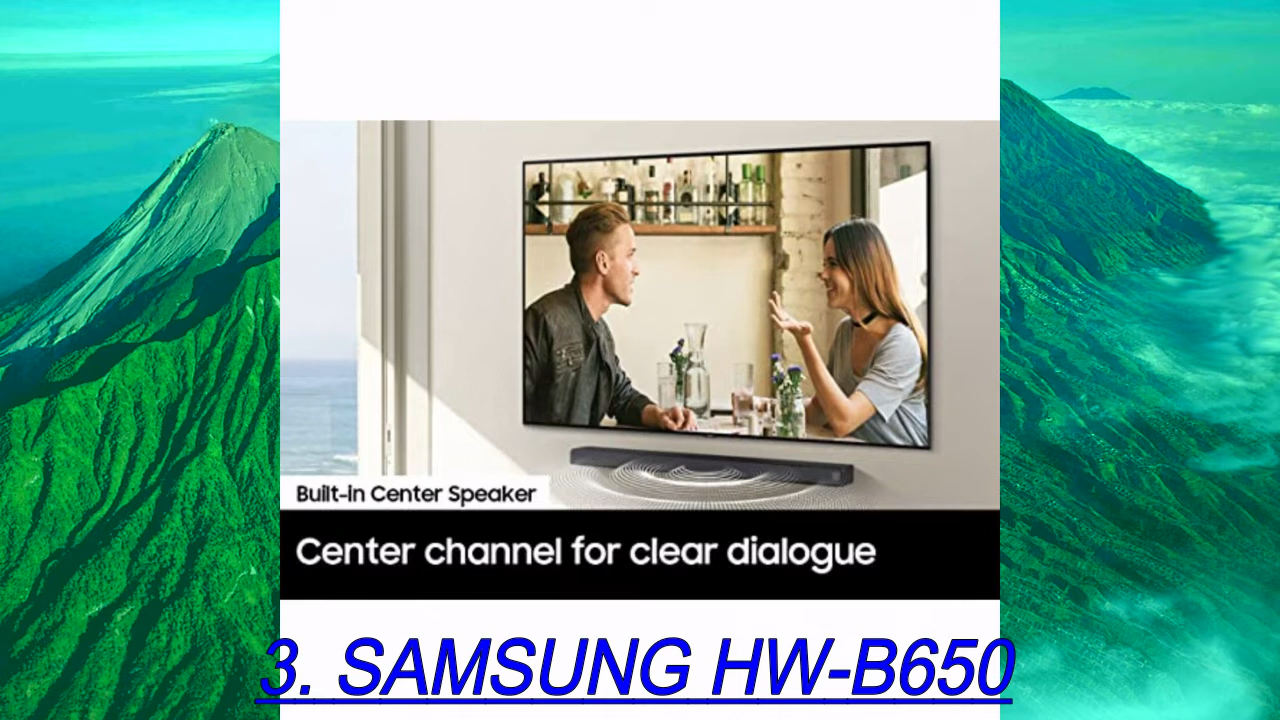 Built-in Center Speaker
Center channel for clear dialogue
3. SAMSUNG HW-B650